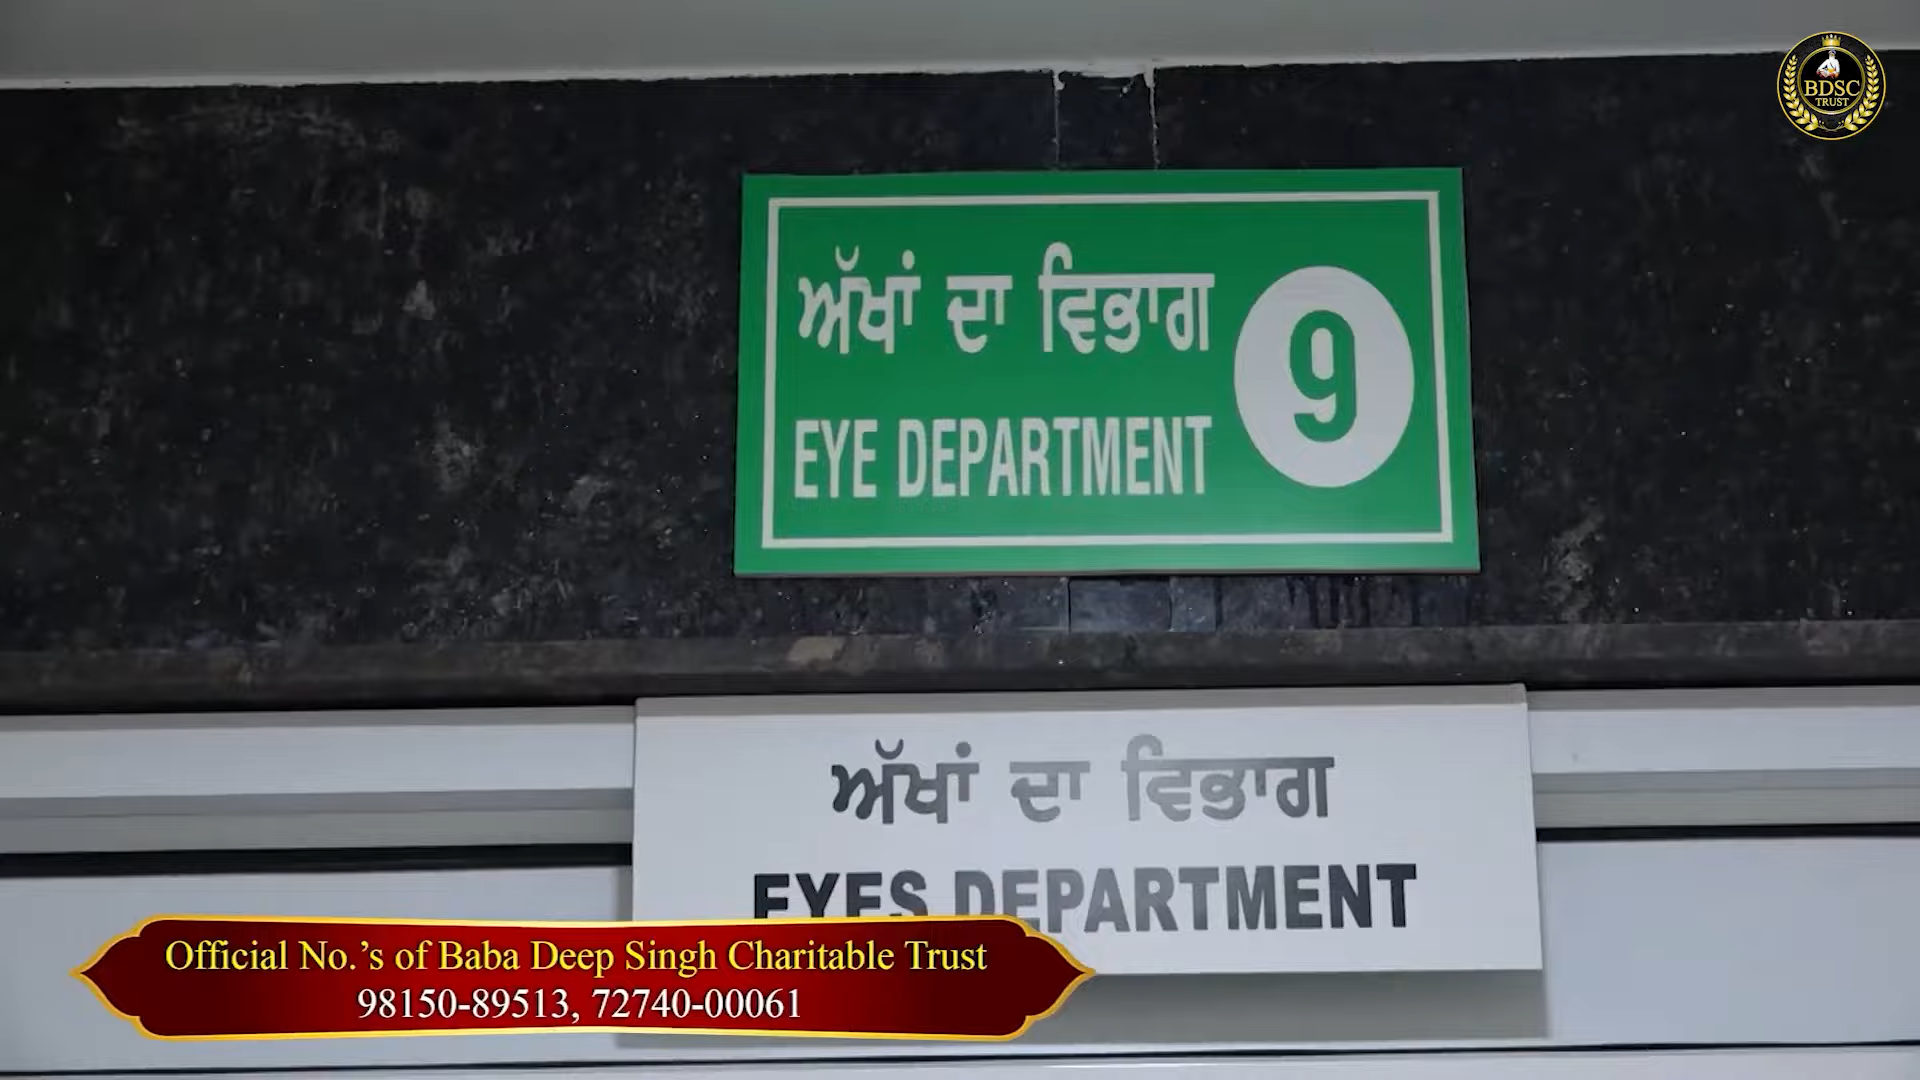 BDSC
TRUST
ਅੱਖਾਂ ਦਾ ਵਿਭਾਗ
EYE DEPARTMENT
9
ਅੱਖਾਂ ਦਾ ਵਿਭਾਗ
EYES DEPARTMENT
Official No.’s of Baba Deep Singh Charitable Trust
98150-89513, 72740-00061